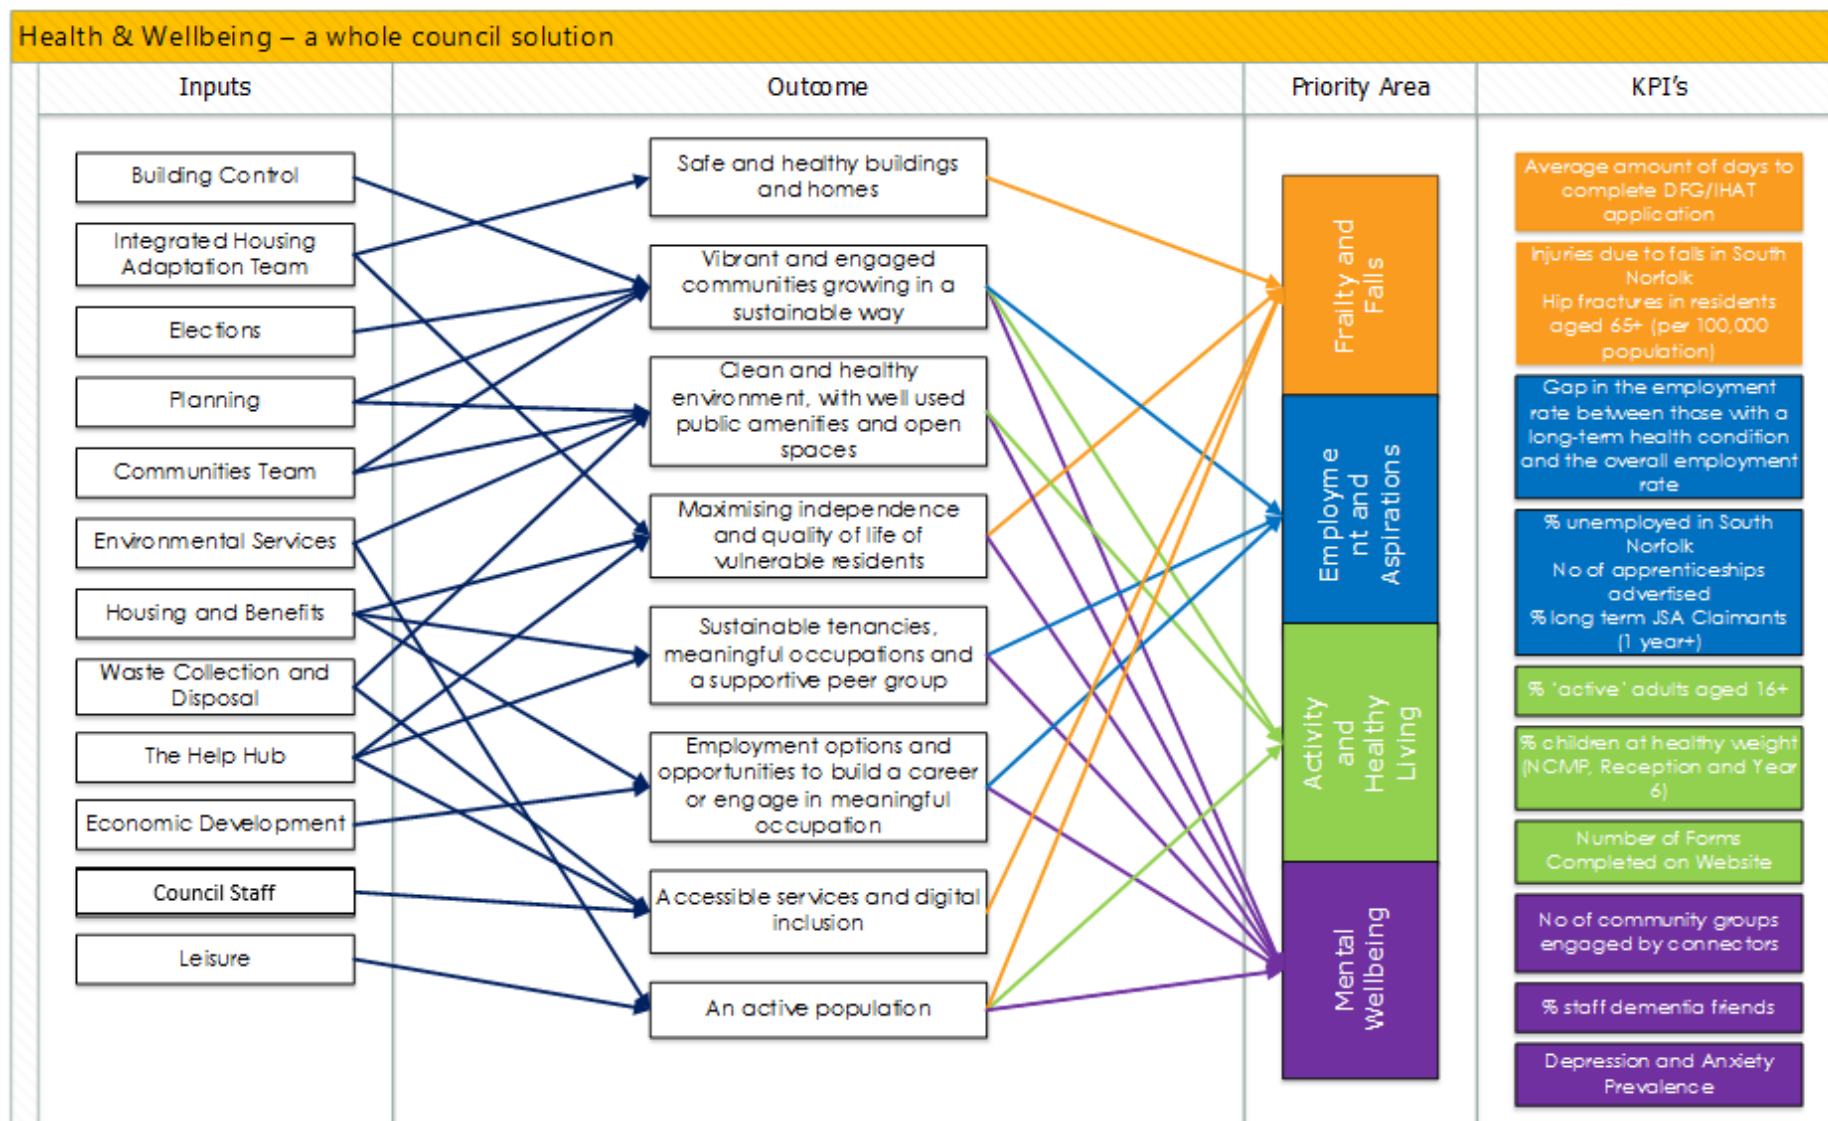 Health & Wellbeing – a whole council solution
Inputs
Outcome
Priority Area
KPI's
Building Control
Integrated Housing
Adaptation Team
Elections
Planning
Communities Team
Environmental Services
Housing and Benefits
Waste Collection and
Disposal
The Help Hub
Economic Development
Council Staff
Leisure
Safe and healthy buildings
and homes
Vibrant and engaged
communities growing in a
sustainable way
Clean and healthy
environment, with well used
public amenities and open
spaces
Maximising independence
and quality of life of
vulnerable residents
Sustainable tenancies,
meaningful occupations and
a supportive peer group
Employment options and
opportunities to build a career
or engage in meaningful
occupation
Accessible services and digital
inclusion
An active population
Frailty and
Falls
Employme
nt and
Aspirations
Activity
and
Healthy
Living
Mental
Wellbeing
Average amount of days to
complete DFG/IHAT
application
Injuries due to falls in South
Norfolk
Hip fractures in residents
aged 65+ (per 100,000
population)
Gap in the employment
rate between those with a
long-term health condition
and the overall employment
rate
% unemployed in South
Norfolk
No of apprenticeships
advertised
% long term JSA Claimants
(1 year+)
% 'active' adults aged 16+
% children at healthy weight
(NCMP, Reception and Year
6)
Number of Forms
Completed on Website
No of community groups
engaged by connectors
% staff dementia friends
Depression and Anxiety
Prevalence